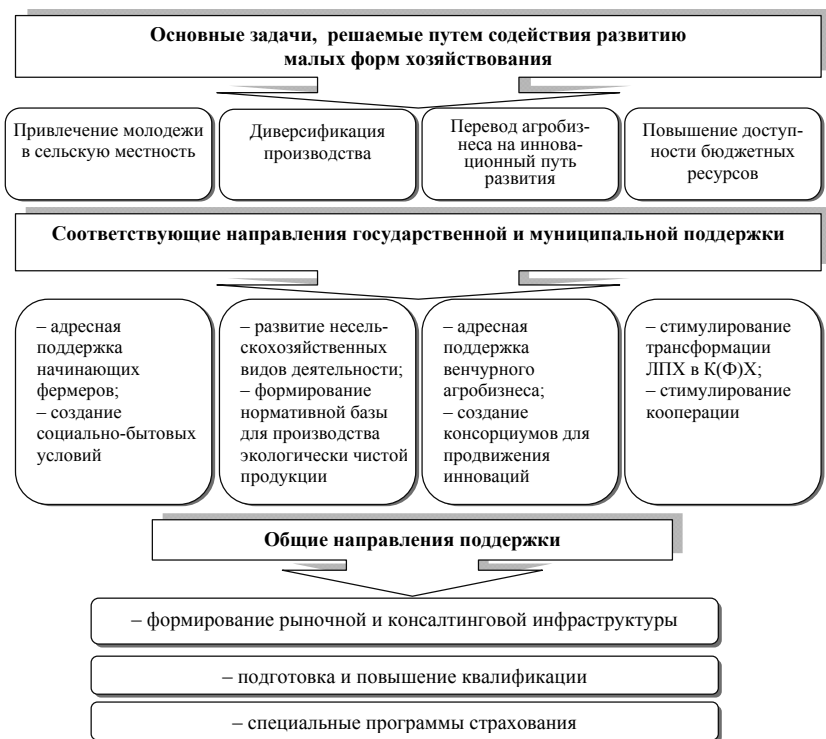 Основные задачи, решаемые путем содействия развитию
малых форм хозяйствования
Привлечение молодежи
в сельскую местность
Диверсификация
производства
Перевод агробиз-
неса на иннова-
ционный путь
развития
Повышение доступ-
ности бюджетных
ресурсов
Соответствующие направления государственной и муниципальной поддержки
– адресная
поддержка
начинающих
фермеров;
– создание
социально-бытовых
условий
– развитие несель-
скохозяйственных
видов деятельности;
– формирование
нормативной базы
для производства
экологически чистой
продукции
– адресная
поддержка
венчурного
агробизнеса;
– создание
консорциумов для
продвижения
инноваций
– стимулирование
трансформации
ЛПХ в К(Ф)Х;
– стимулирование
кооперации
Общие направления поддержки
– формирование рыночной и консалтинговой инфраструктуры
– подготовка и повышение квалификации
– специальные программы страхования